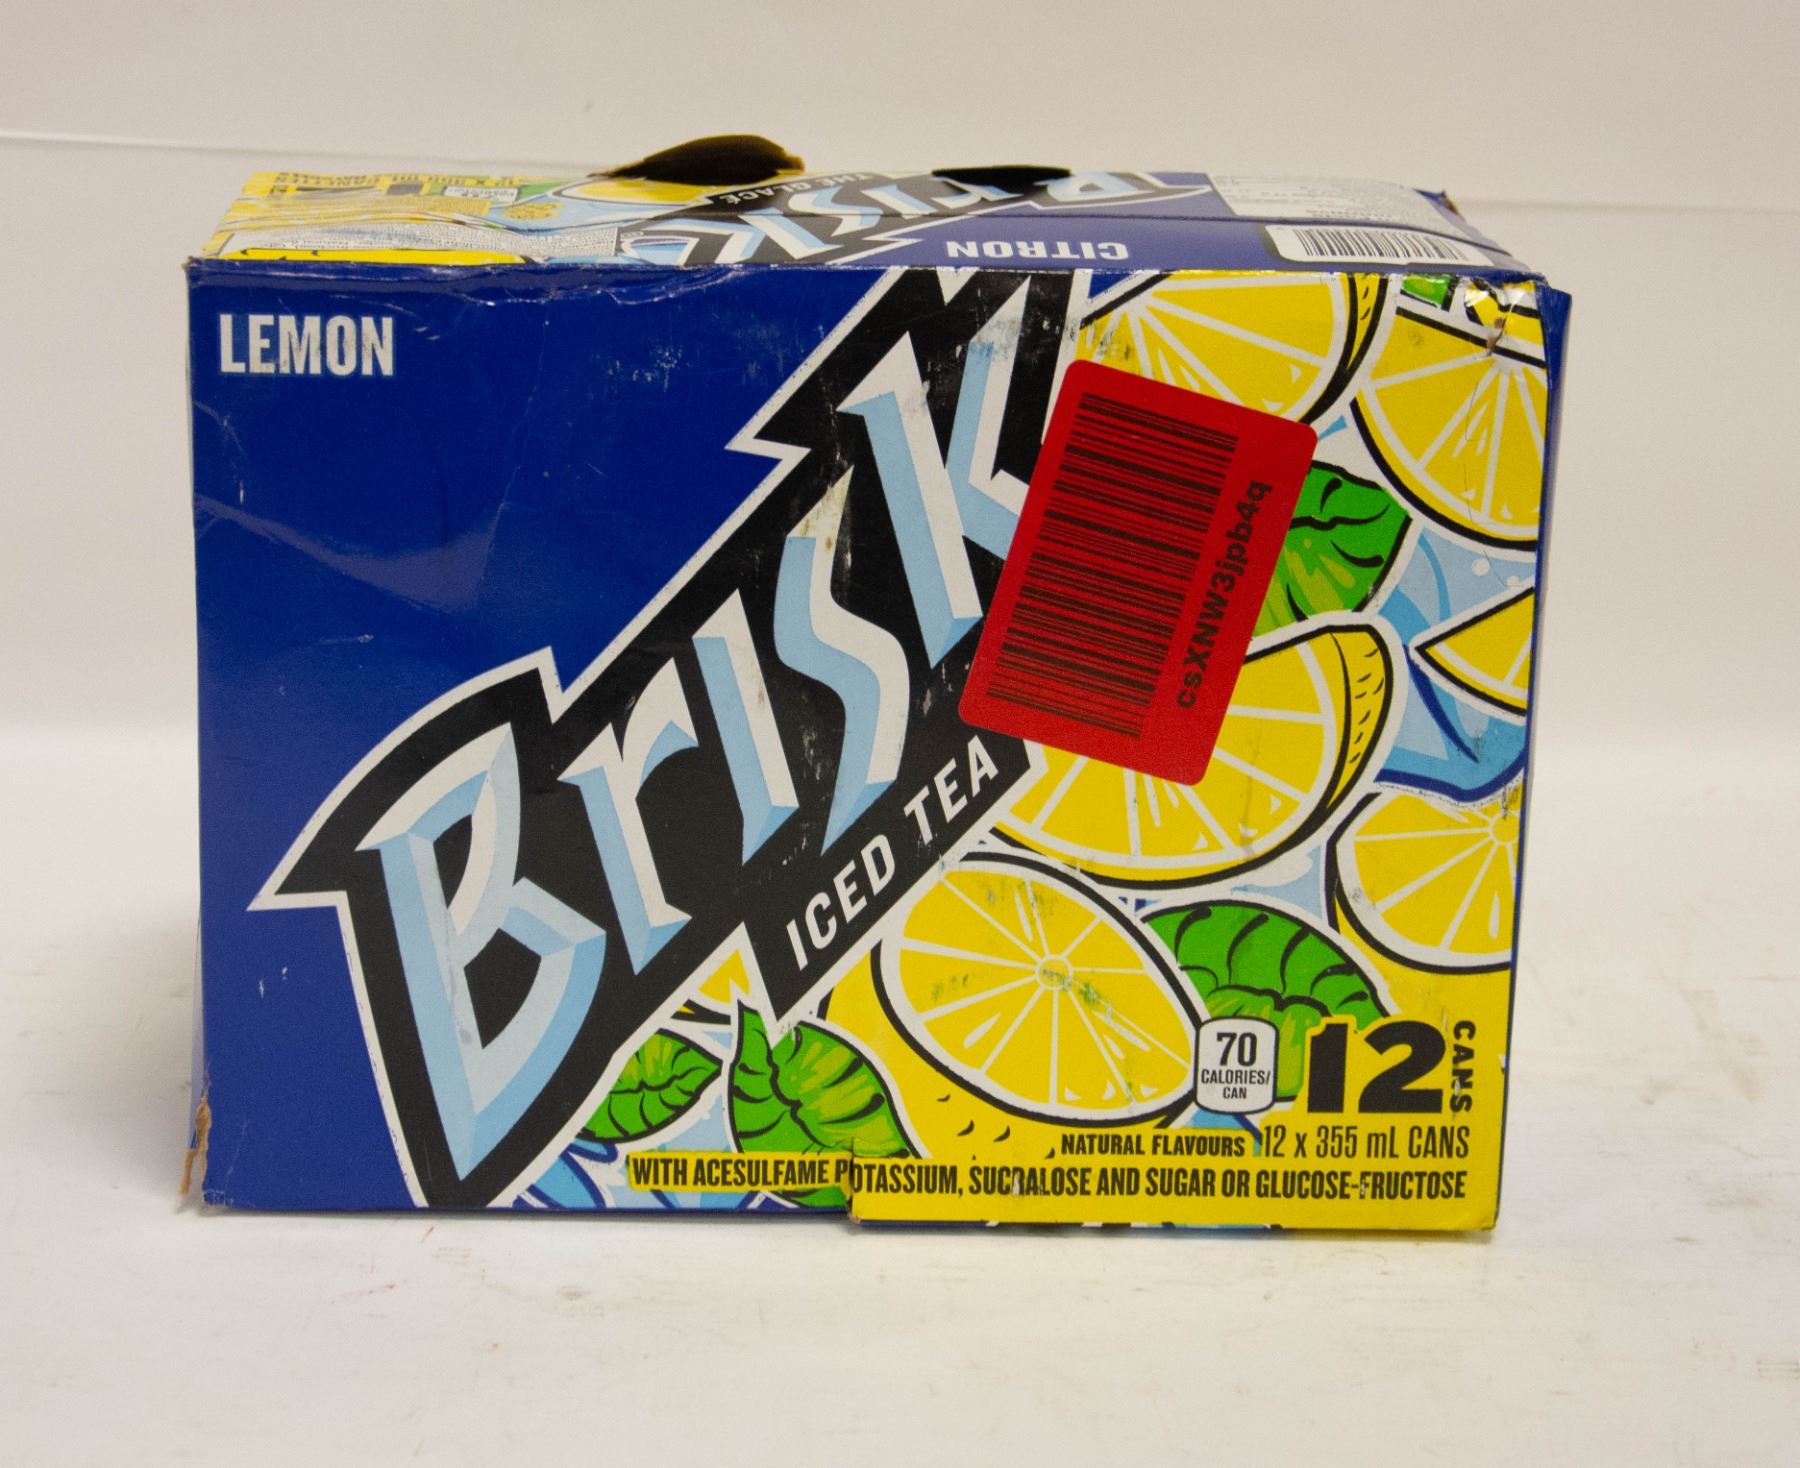 CITRON
BRISK
THÉ GLACÉ
LEMON
Brisk
ICED TEA
csXNW3jpb4q
70
CALORIES/
CAN
12
CANS
NATURAL FLAVOURS 12 x 355 mL CANS
WITH ACESULFAME POTASSIUM, SUCRALOSE AND SUGAR OR GLUCOSE-FRUCTOSE